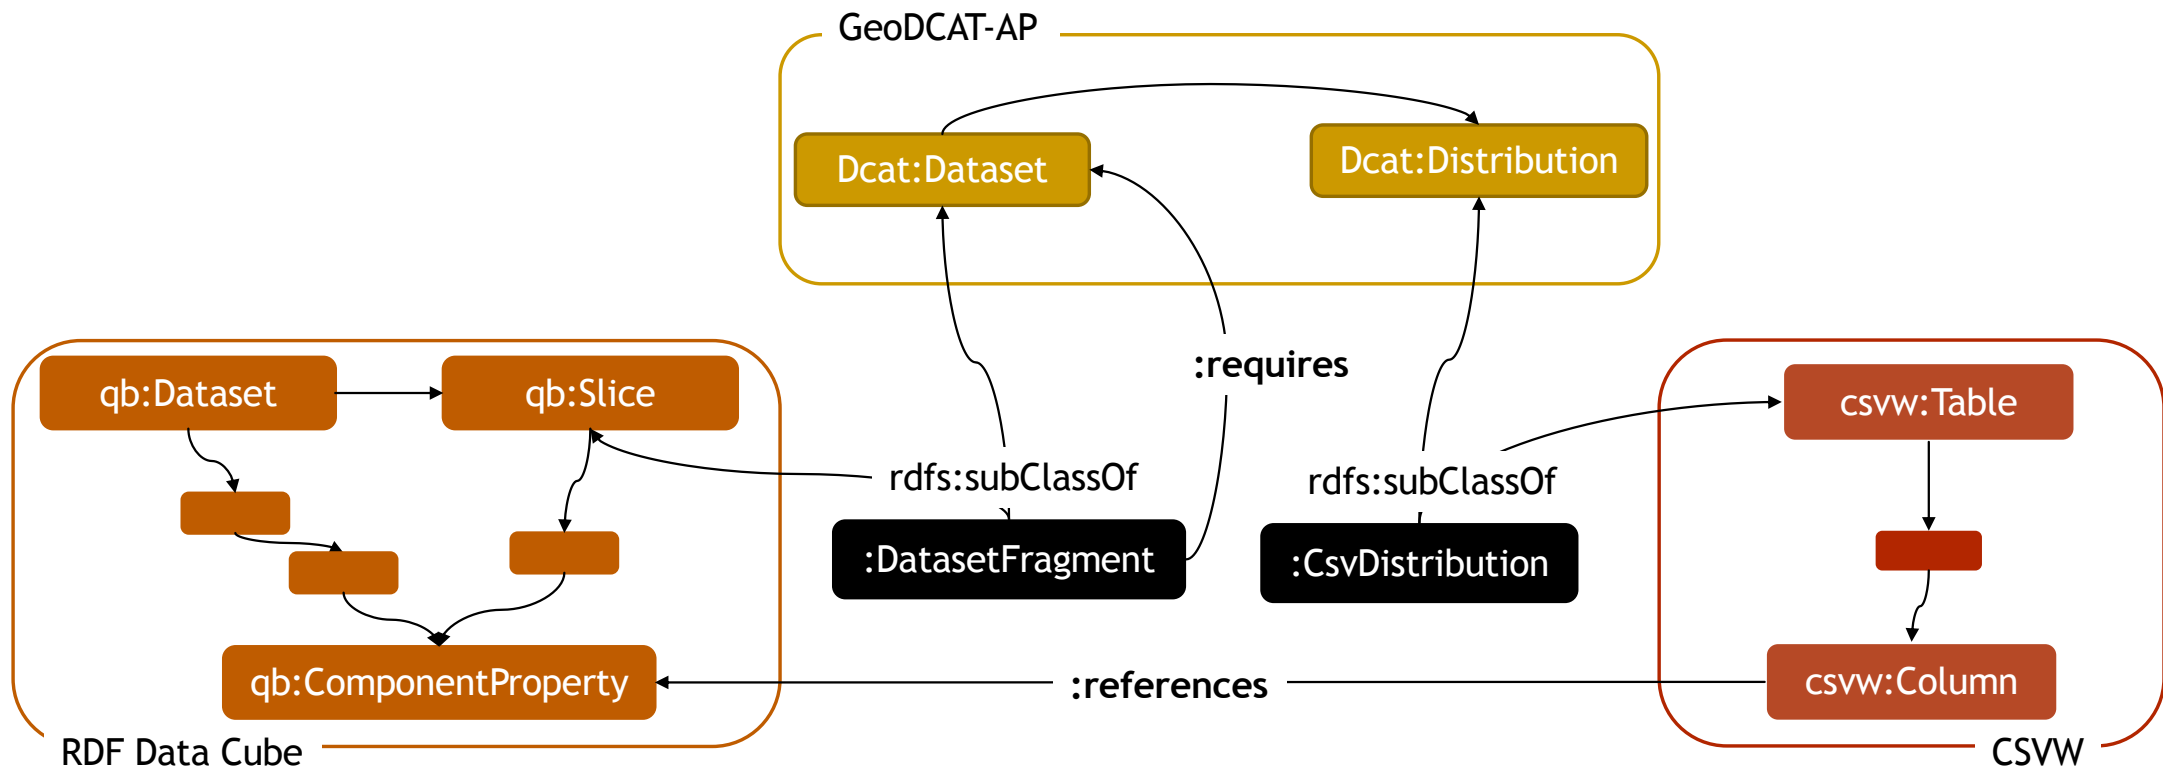 GeoDCAT-AP
Dcat:Dataset
Dcat:Distribution
:requires
qb:Dataset
qb:Slice
csvw:Table
rdfs:subClassOf
rdfs:subClassOf
:DatasetFragment
:CsvDistribution
qb:ComponentProperty
:references
csvw:Column
RDF Data Cube
CSVW